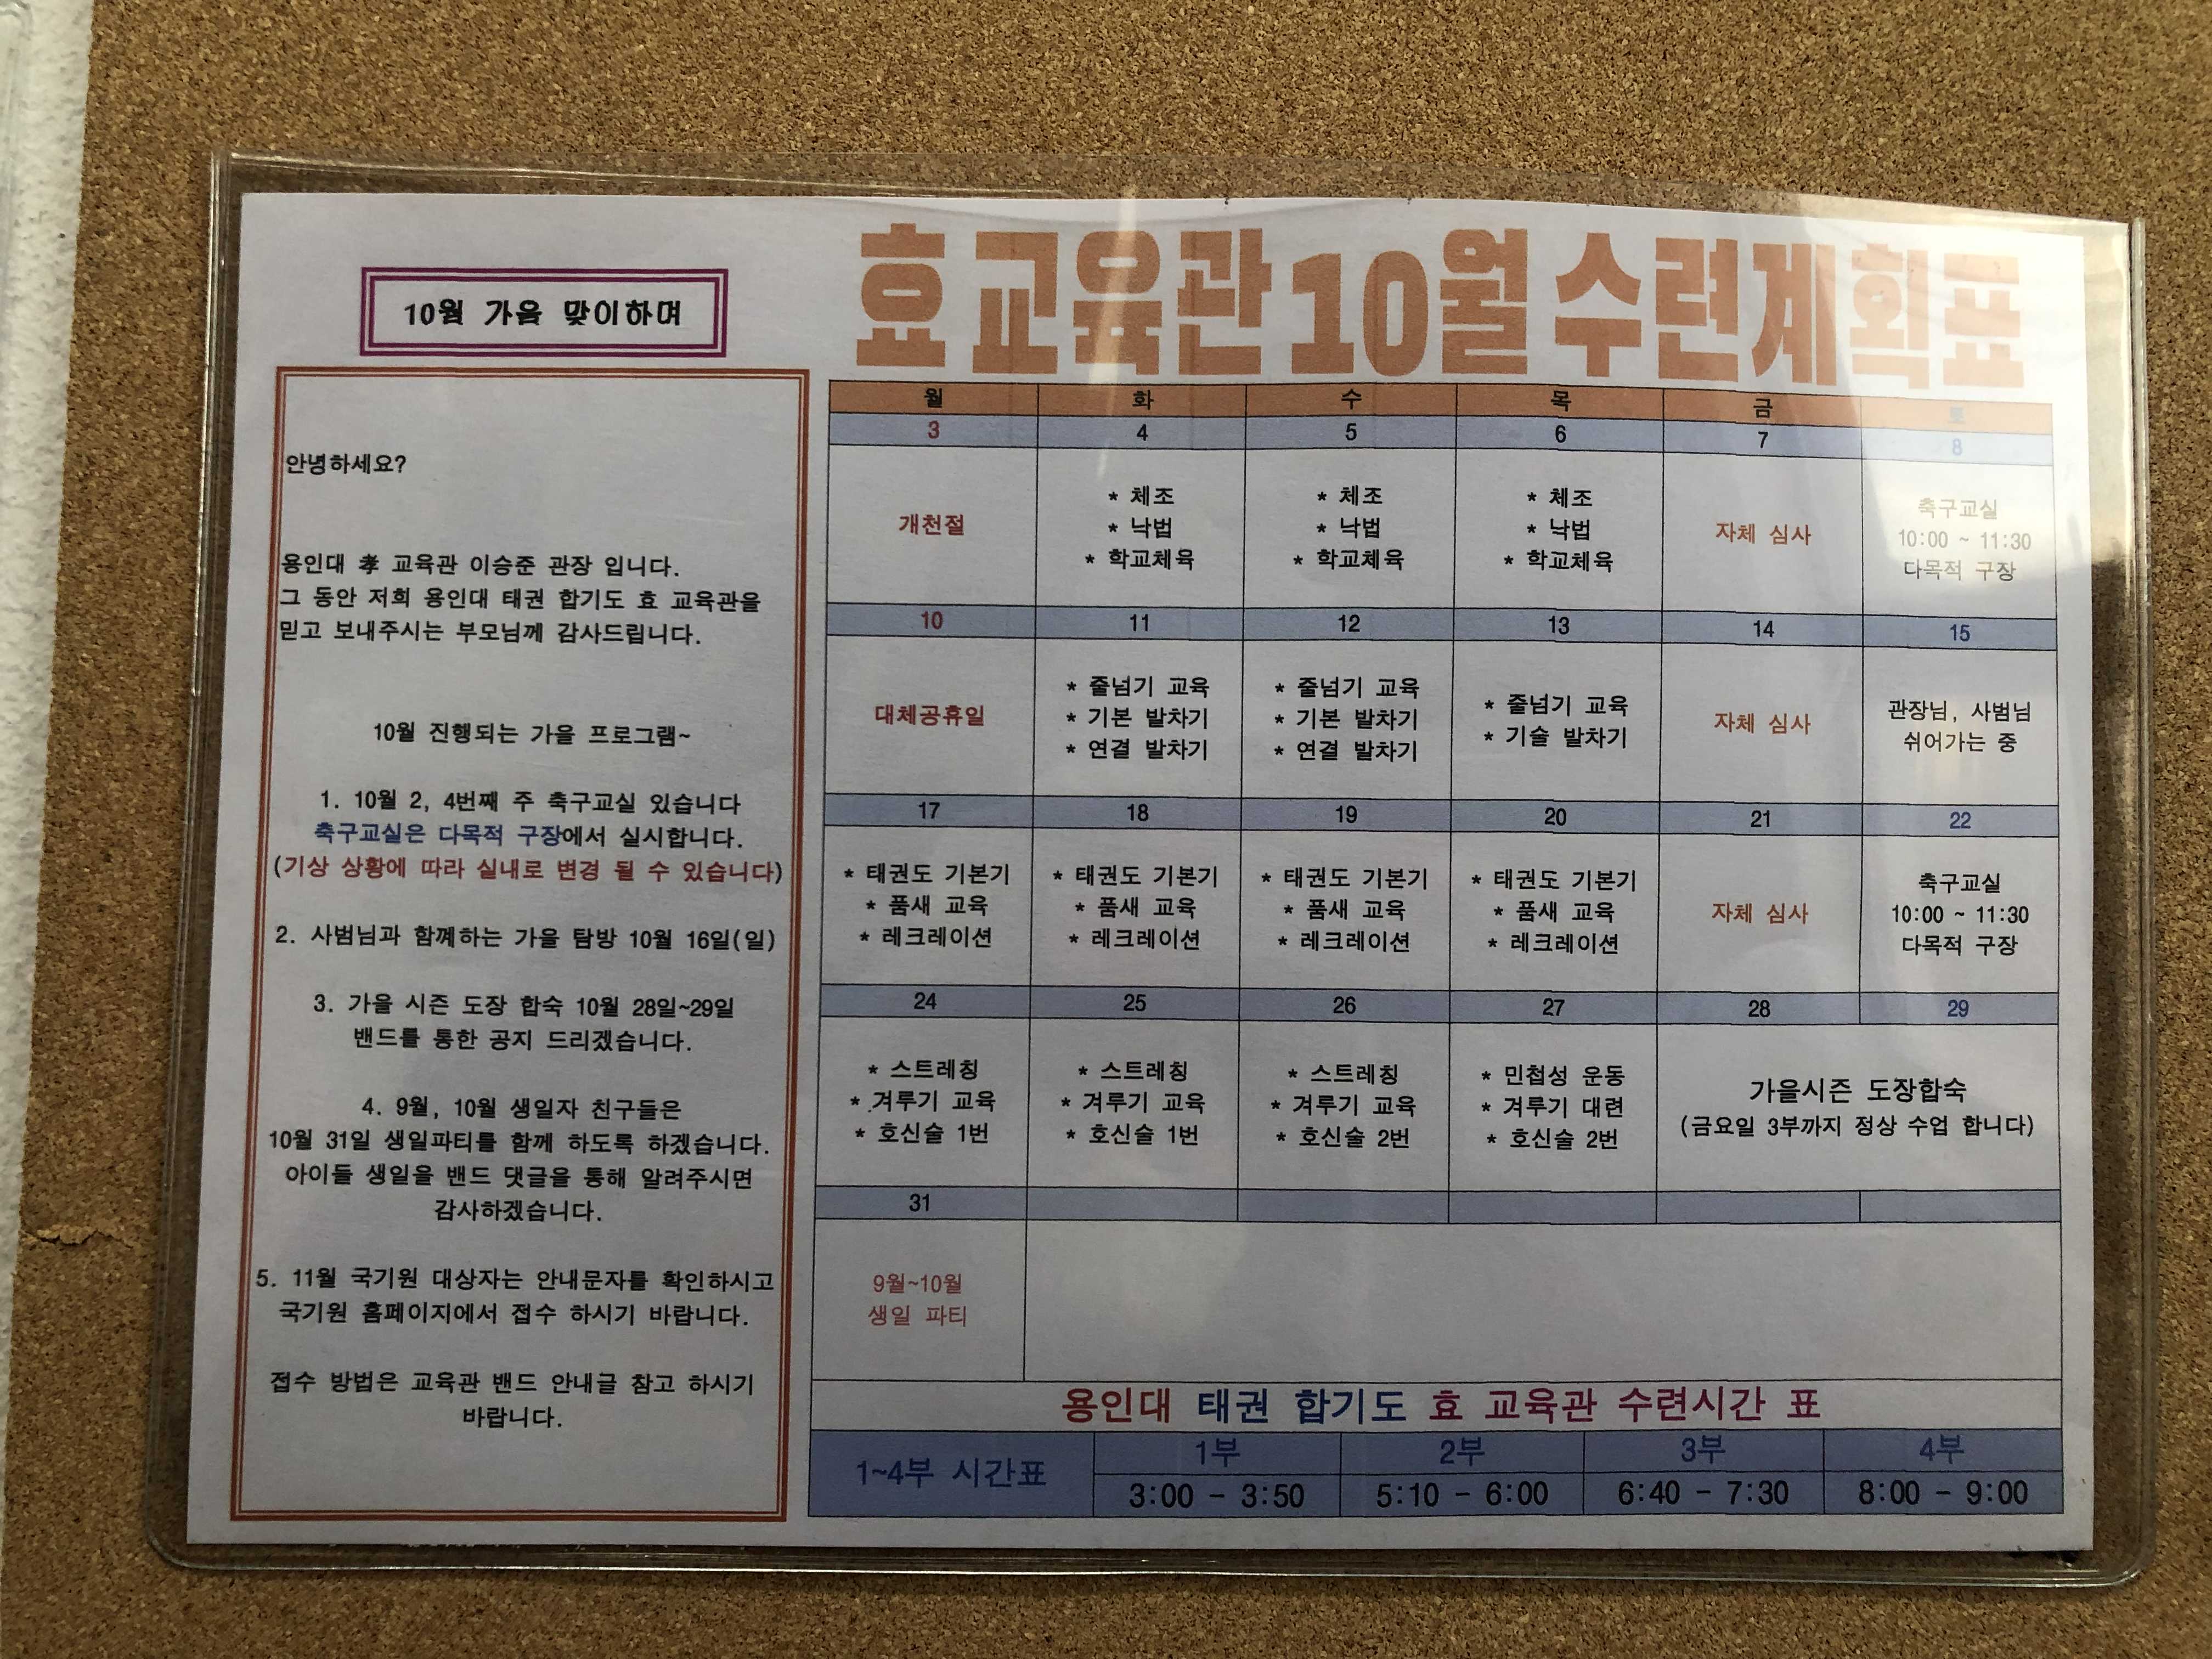 10월 가음 맞이하며
안녕하세요?
용인대 孝 교육관 이승준 관장 입니다.
그 동안 저희 용인대 태권 합기도 효 교육관을
믿고 보내주시는 부모님께 감사드립니다.
10월 진행되는 가을 프로그램~
1. 10월 2, 4번째 주 축구교실 있습니다
축구교실은 다목적 구장에서 실시합니다.
(기상 상황에 따라 실내로 변경 될 수 있습니다)
2. 사범님과 함께하는 가을 탐방 10월 16일(일)
3. 가을 시즌 도장 합숙 10월 28일~29일
밴드를 통한 공지 드리겠습니다.
4. 9월, 10월 생일자 친구들은
10월 31일 생일파티를 함께 하도록 하겠습니다.
아이들 생일을 밴드 댓글을 통해 알려주시면
감사하겠습니다.
5. 11월 국기원 대상자는 안내문자를 확인하시고
국기원 홈페이지에서 접수 하시기 바랍니다.
접수 방법은 교육관 밴드 안내글 참고 하시기
바랍니다.
효교육관 10월 수련계획표
월 화 수 목 금 토
3 4 5 6 7 8
개천절
* 체조
* 낙법
* 학교체육
* 체조
* 낙법
* 학교체육
* 체조
* 낙법
* 학교체육
자체 심사
축구교실
10:00 ~ 11:30
다목적 구장
10 11 12 13 14 15
대체공휴일
* 줄넘기 교육
* 기본 발차기
* 연결 발차기
* 줄넘기 교육
* 기본 발차기
* 연결 발차기
* 줄넘기 교육
* 기술 발차기
자체 심사
관장님, 사범님
쉬어가는 중
17 18 19 20 21 22
* 태권도 기본기
* 품새 교육
* 레크레이션
* 태권도 기본기
* 품새 교육
* 레크레이션
* 태권도 기본기
* 품새 교육
* 레크레이션
* 태권도 기본기
* 품새 교육
* 레크레이션
자체 심사
축구교실
10:00 ~ 11:30
다목적 구장
24 25 26 27 28 29
* 스트레칭
* 겨루기 교육
* 호신술 1번
* 스트레칭
* 겨루기 교육
* 호신술 1번
* 스트레칭
* 겨루기 교육
* 호신술 2번
* 민첩성 운동
* 겨루기 대련
* 호신술 2번
가을시즌 도장합숙
(금요일 3부까지 정상 수업 합니다)
31
9월~10월
생일 파티
용인대 태권 합기도 효 교육관 수련시간 표
1~4부 시간표
1부 2부 3부 4부
3:00 - 3:50 5:10 - 6:00 6:40 - 7:30 8:00 - 9:00